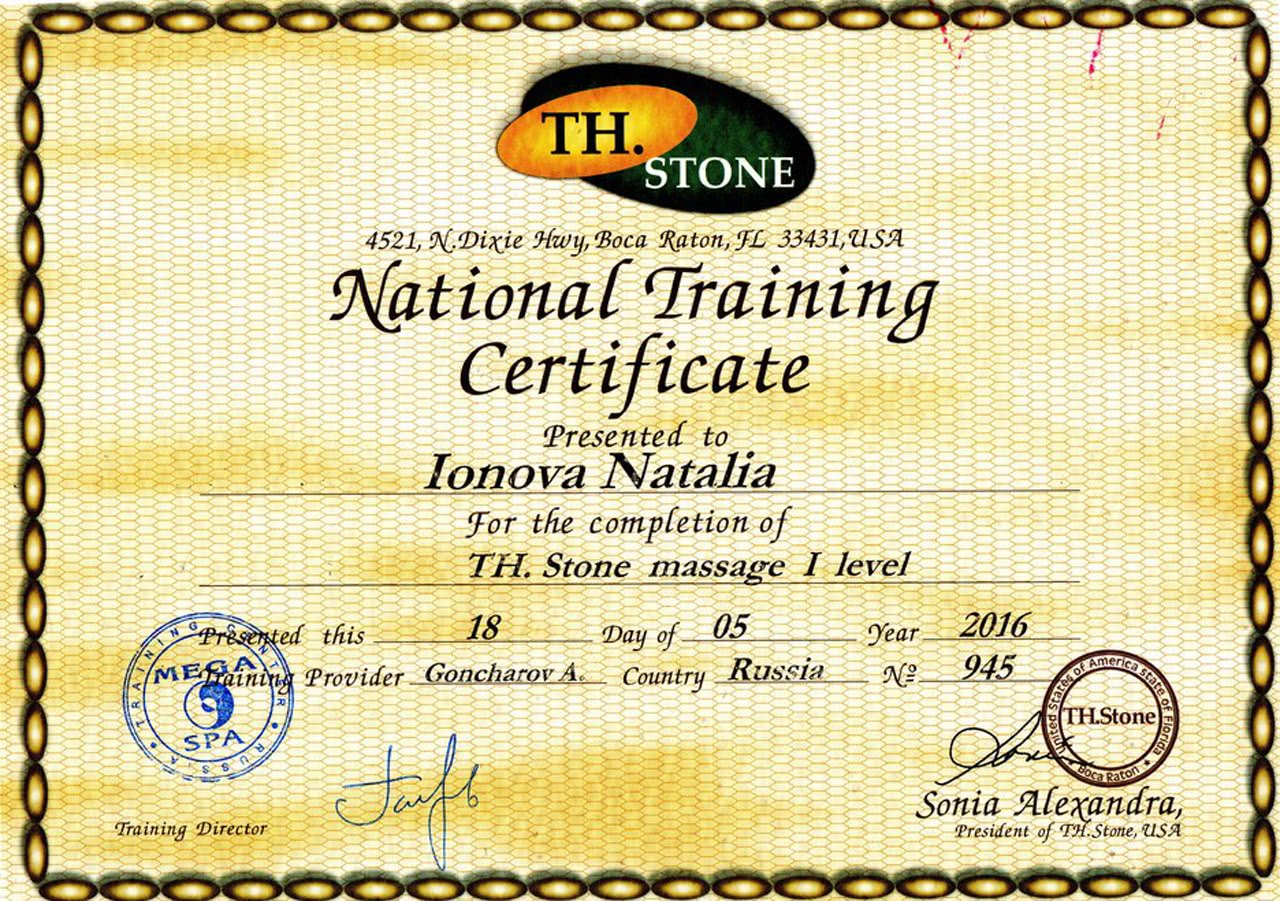 TH.
STONE
4521, N.Dixie Hwy, Boca Raton, FL 33431, USA
National Training
Certificate
Presented to
Ionova Natalia
For the completion of
TH. Stone massage I level
Presented this 18 Day of 05 Year 2016
Training Provider Goncharov A. Country Russia № 945
TRAINING CENTR RUSSIA
MEGA
SPA
United States of America state of Florida
TH.Stone
Boca Raton
Training Director
Sonia Alexandra,
President of TH.Stone, USA